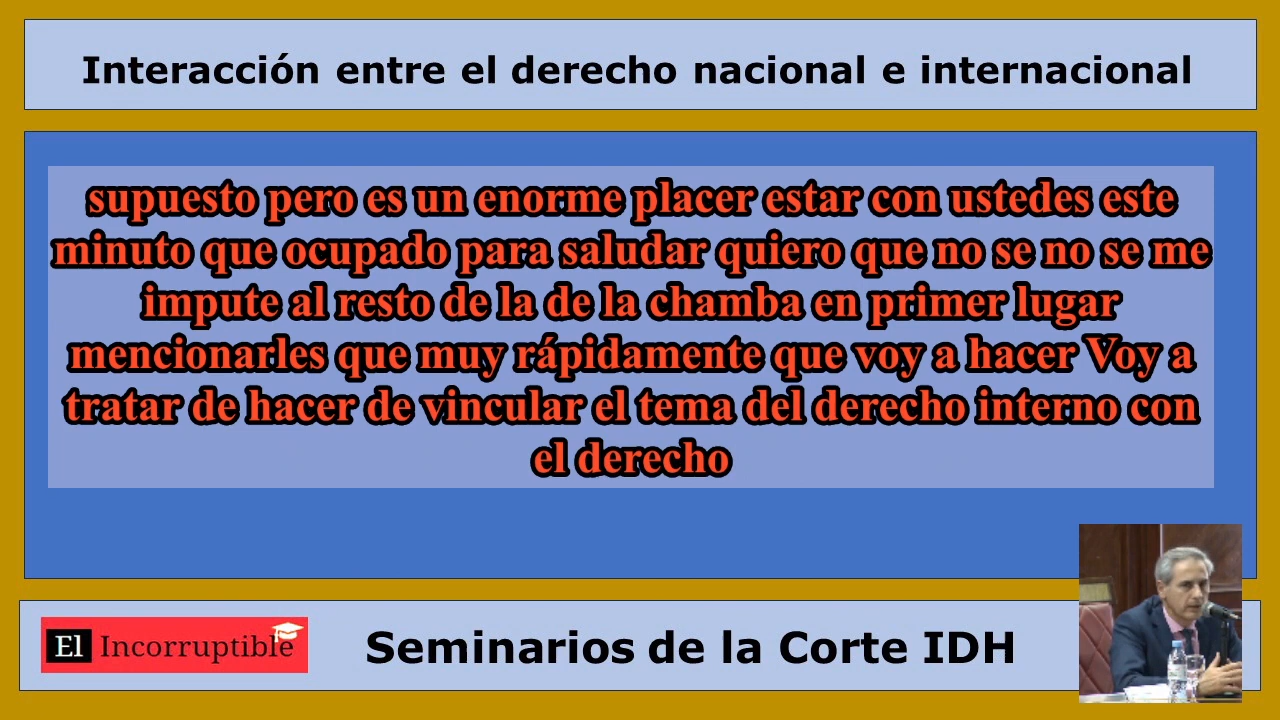 Interacción entre el derecho nacional e internacional
supuesto pero es un enorme placer estar con ustedes este
minuto que ocupado para saludar quiero que no se no se me
impute al resto de la de la chamba en primer lugar
mencionarles que muy rápidamente que voy a hacer Voy a
tratar de hacer de vincular el tema del derecho interno con
el derecho
El Incorruptible
Seminarios de la Corte IDH